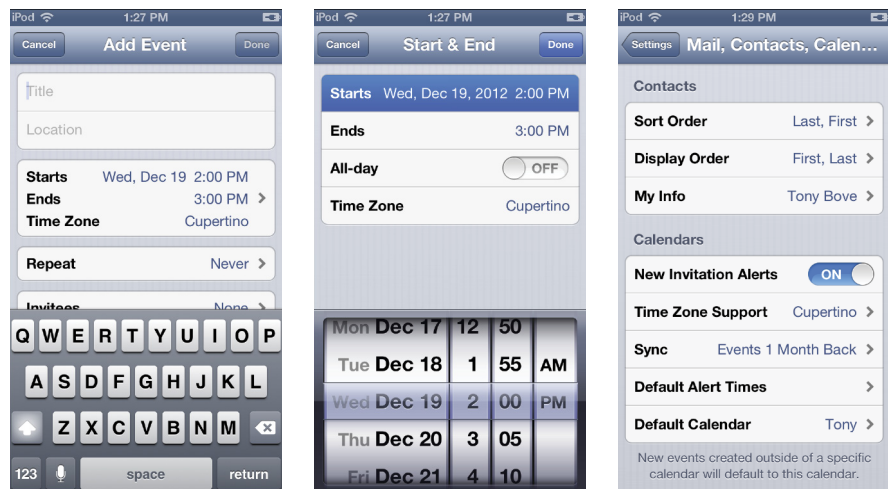 iPod 1:27 PM
Cancel Add Event Done
Title
Location
Starts Wed, Dec 19 2:00 PM
Ends 3:00 PM
Time Zone Cupertino
Repeat Never
Invitees None
Q W E R T Y U I O P
A S D F G H J K L
Z X C V B N M
123 space return
iPod 1:27 PM
Cancel Start & End Done
Starts Wed, Dec 19, 2012 2:00 PM
Ends 3:00 PM
All-day OFF
Time Zone Cupertino
Mon Dec 17 12 50
Tue Dec 18 1 55 AM
Wed Dec 19 2 00 PM
Thu Dec 20 3 05
Fri Dec 21 4 10
iPod 1:29 PM
Settings Mail, Contacts, Calen...
Contacts
Sort Order Last, First
Display Order First, Last
My Info Tony Bove
Calendars
New Invitation Alerts ON
Time Zone Support Cupertino
Sync Events 1 Month Back
Default Alert Times
Default Calendar Tony
New events created outside of a specific
calendar will default to this calendar.